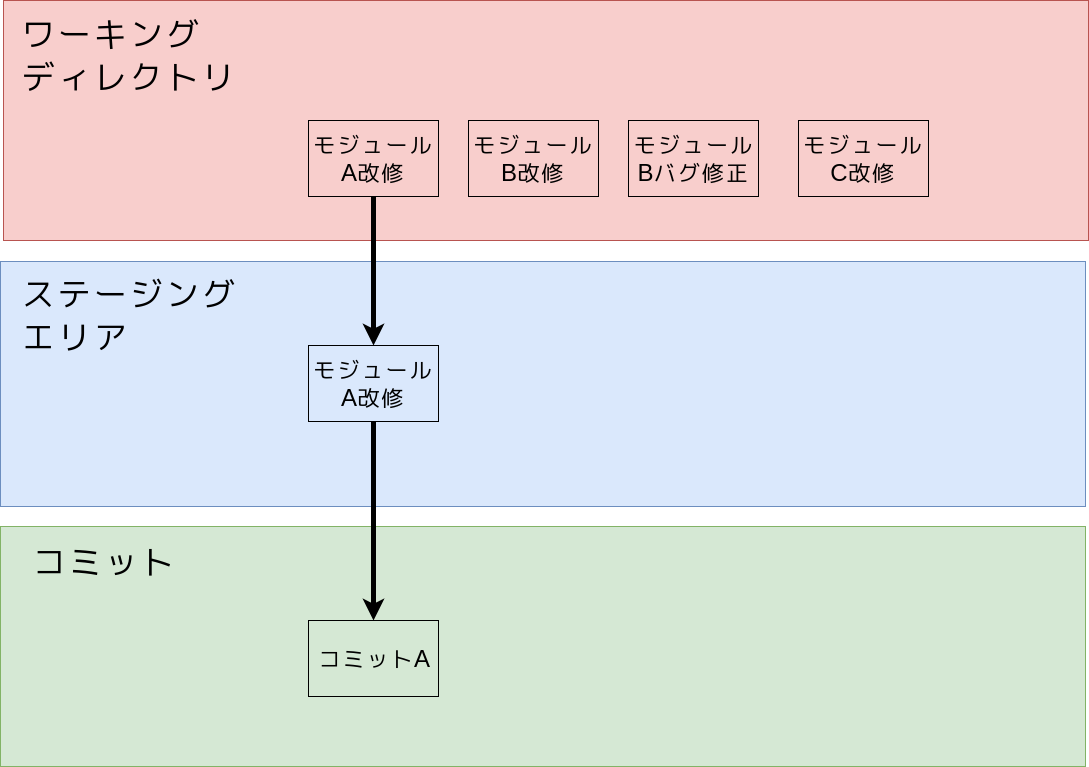 ワーキング
ディレクトリ
モジュール
A改修
モジュール
B改修
モジュール
Bバグ修正
モジュール
C改修
ステージング
エリア
モジュール
A改修
コミット
コミットA